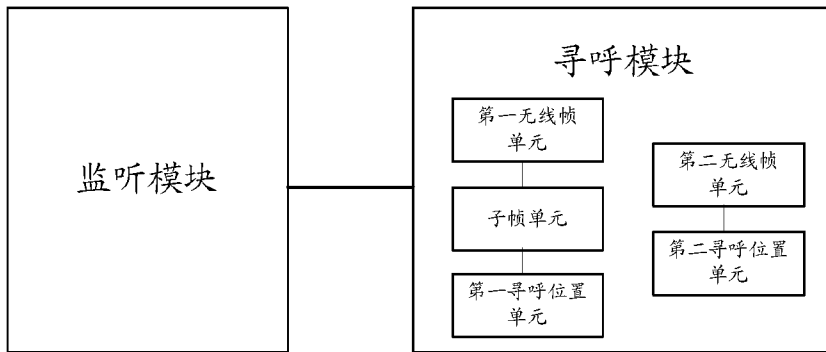 监听模块
寻呼模块
第一无线帧
单元
子帧单元
第一寻呼位置
单元
第二无线帧
单元
第二寻呼位置
单元